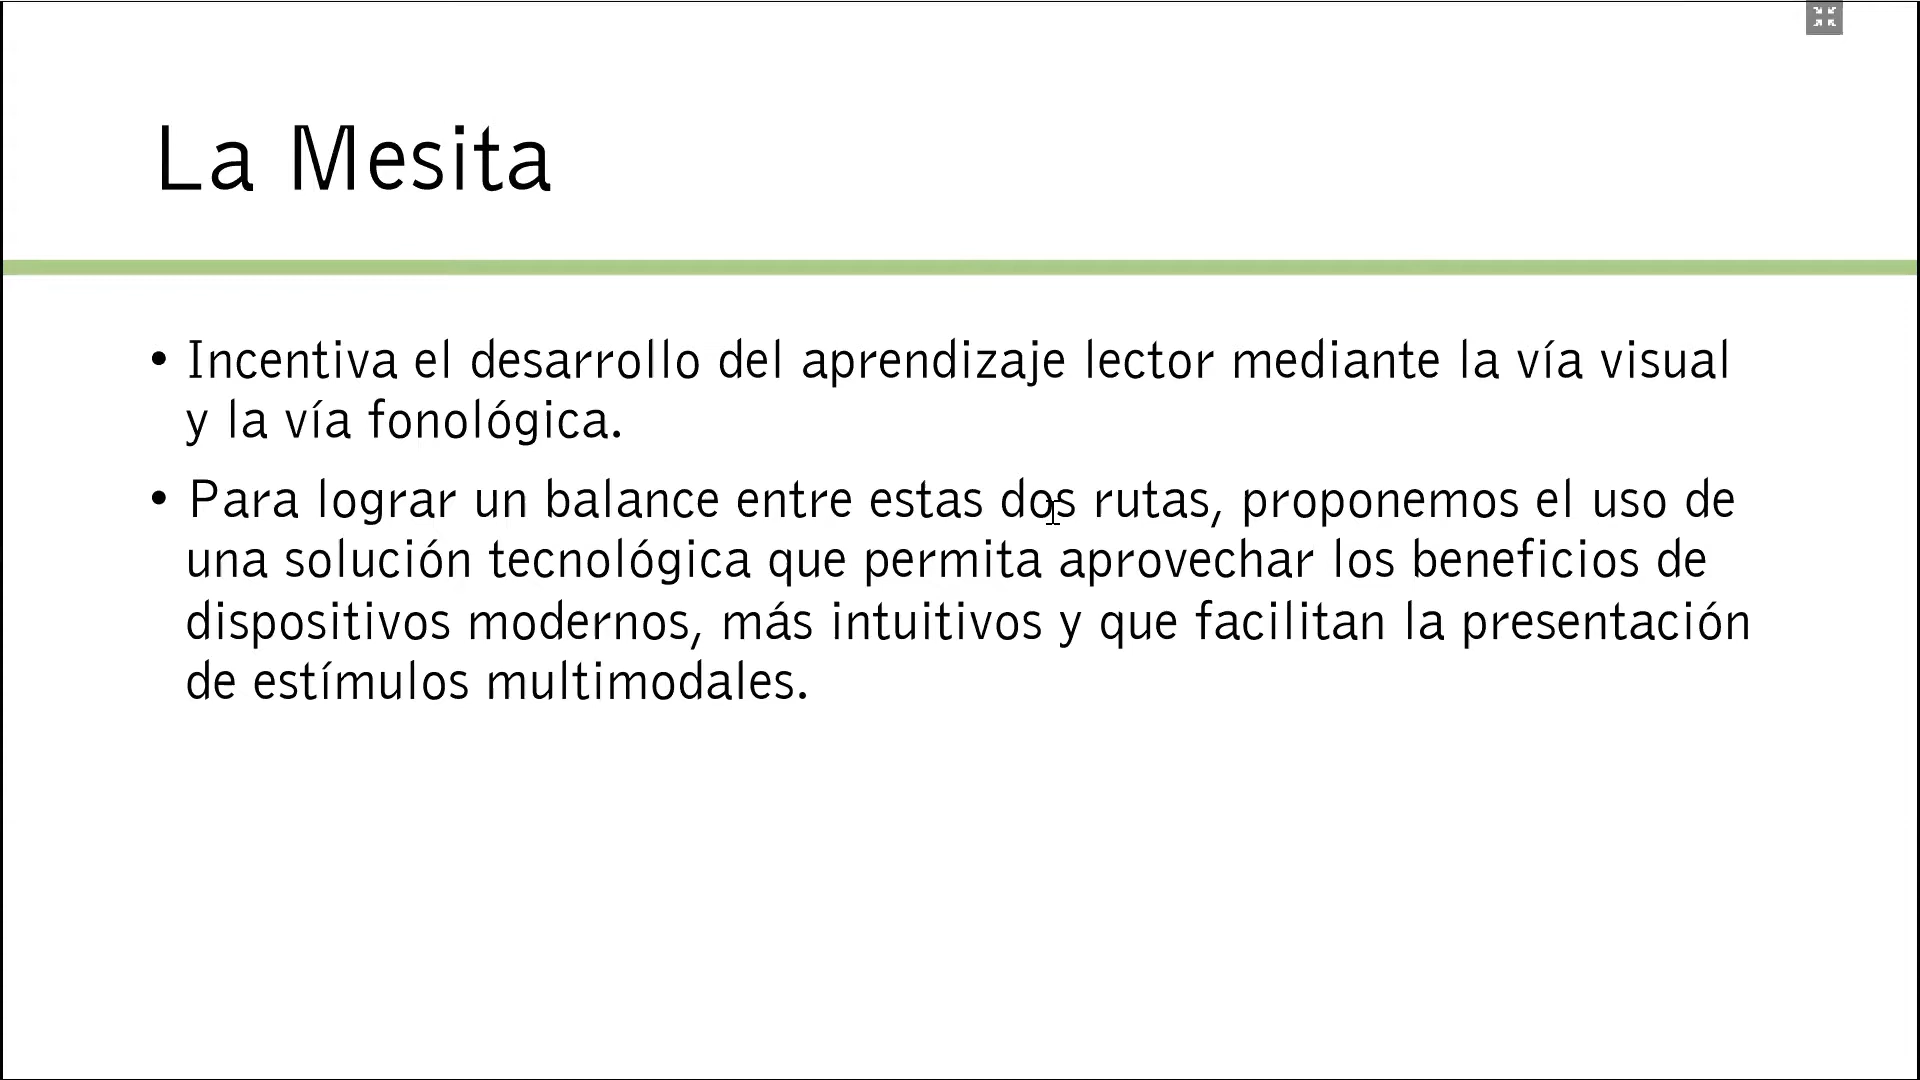 La Mesita
• Incentiva el desarrollo del aprendizaje lector mediante la vía visual
y la vía fonológica.
• Para lograr un balance entre estas dos rutas, proponemos el uso de
una solución tecnológica que permita aprovechar los beneficios de
dispositivos modernos, más intuitivos y que facilitan la presentación
de estímulos multimodales.